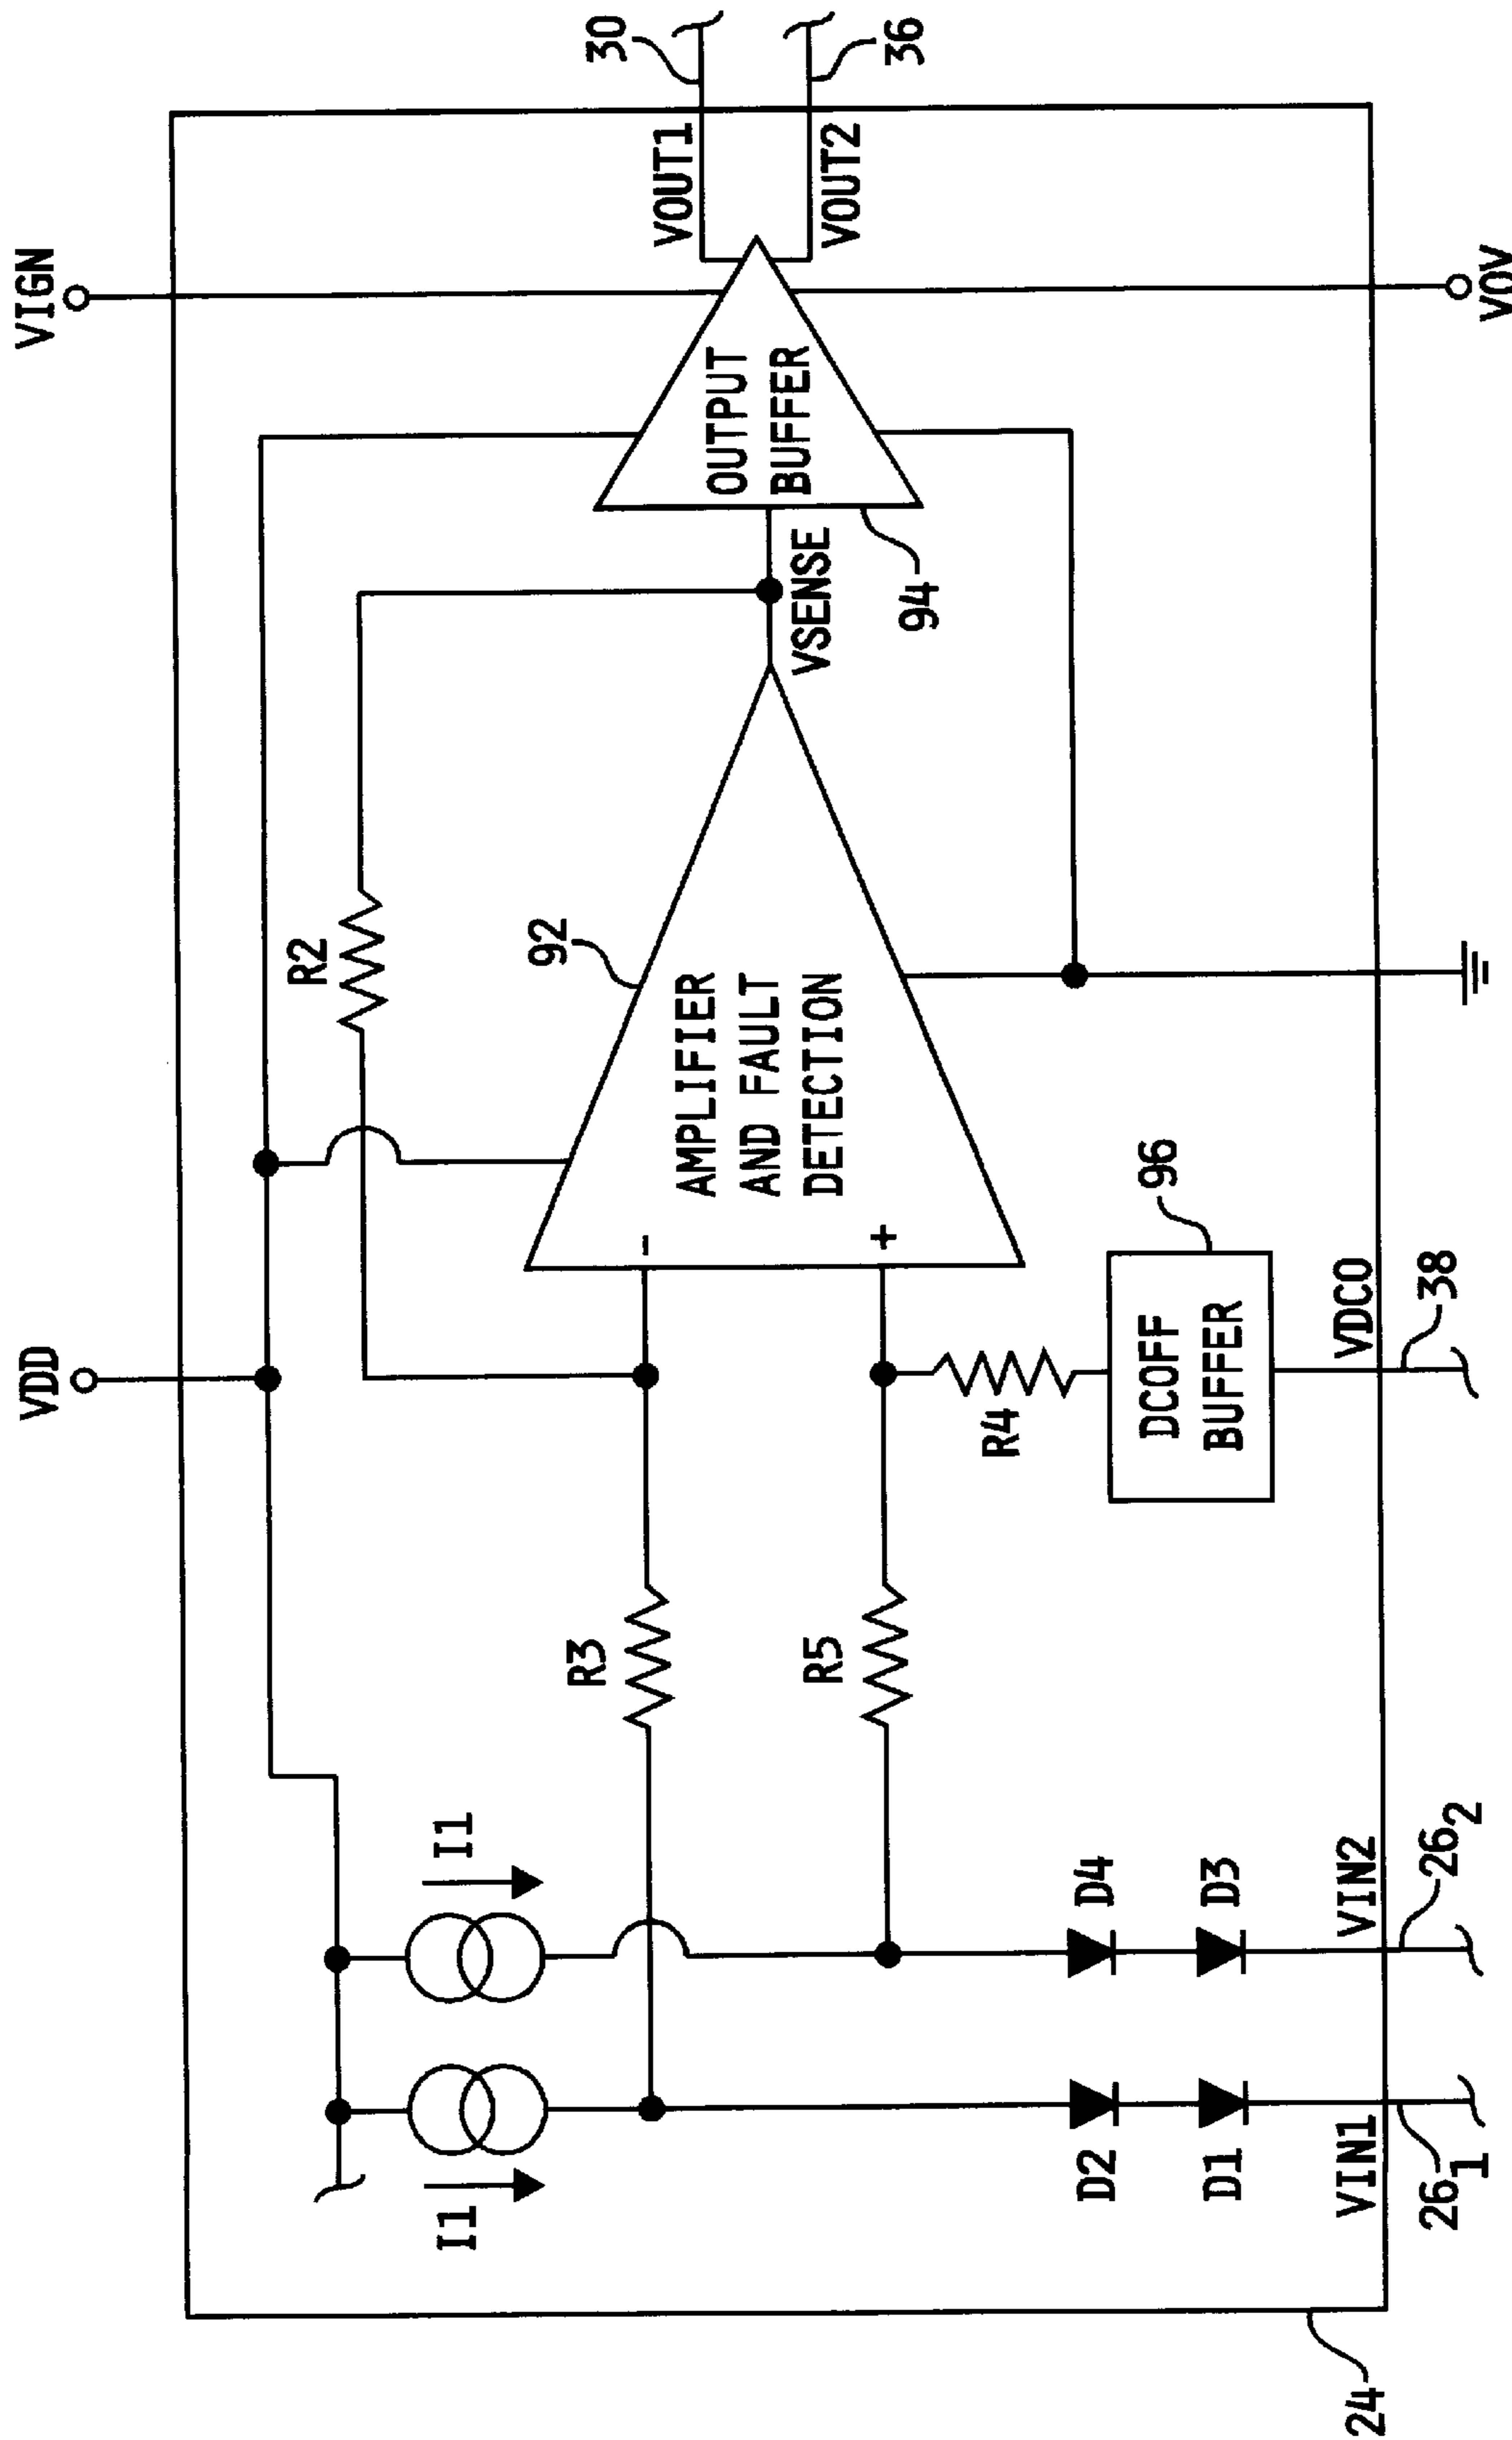 VDD
VIGN
I1
I1
R2
R3
R5
R4
92
-
+
AMPLIFIER
AND FAULT
DETECTION
VSENSE
OUTPUT
BUFFER
94
VOUT1
30
VOUT2
36
D2
D4
D1
D3
DCOFF
BUFFER
96
VIN1
VIN2
VDCO
26₁
26₂
38
24
VOV